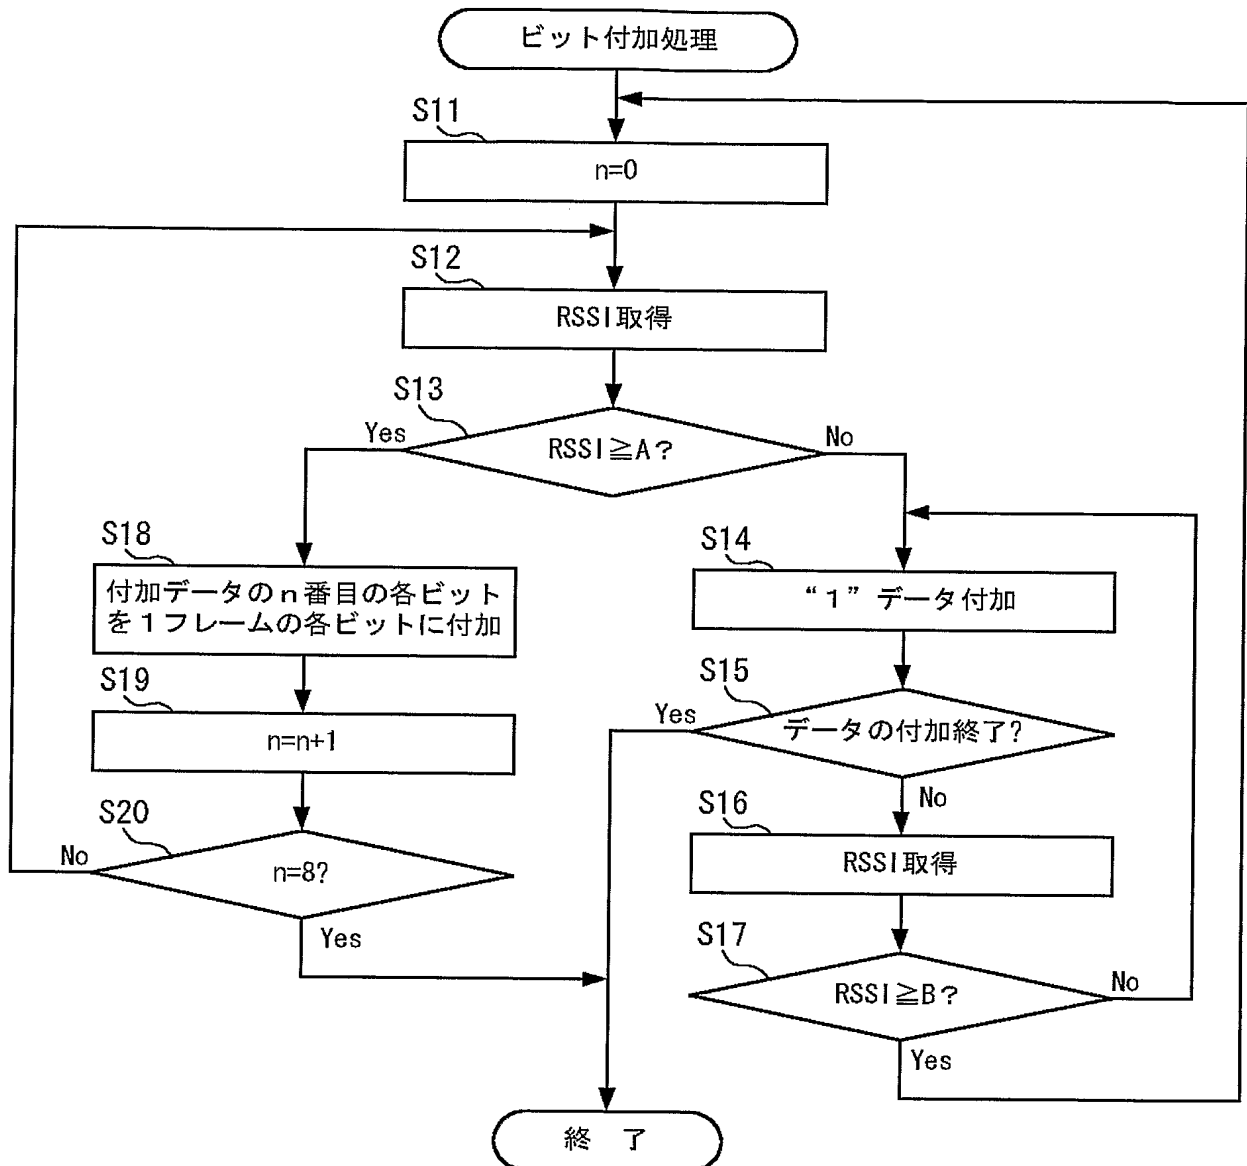 ビット付加処理
S11
n=0
S12
RSSI取得
S13
Yes
RSSI≧A?
No
S18
付加データのn番目の各ビット
を1フレームの各ビットに付加
S14
“1”データ付加
S19
n=n+1
S15
Yes
データの付加終了?
No
S20
No
n=8?
Yes
S16
RSSI取得
S17
RSSI≧B?
No
Yes
終 了